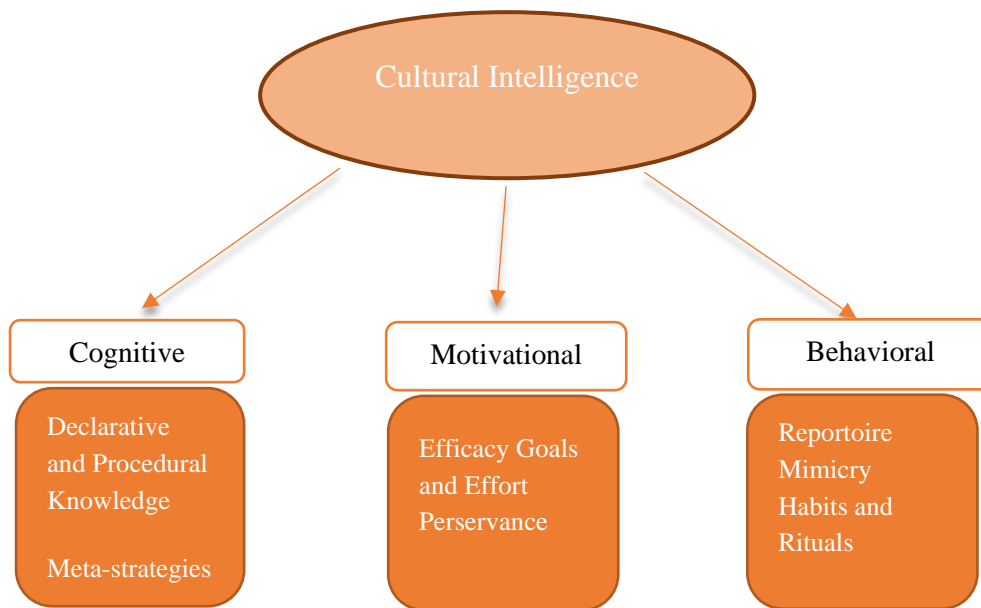 Cultural Intelligence
Cognitive
Declarative
and Procedural
Knowledge
Meta-strategies
Motivational
Efficacy Goals
and Effort
Perservance
Behavioral
Reportoire
Mimicry
Habits and
Rituals